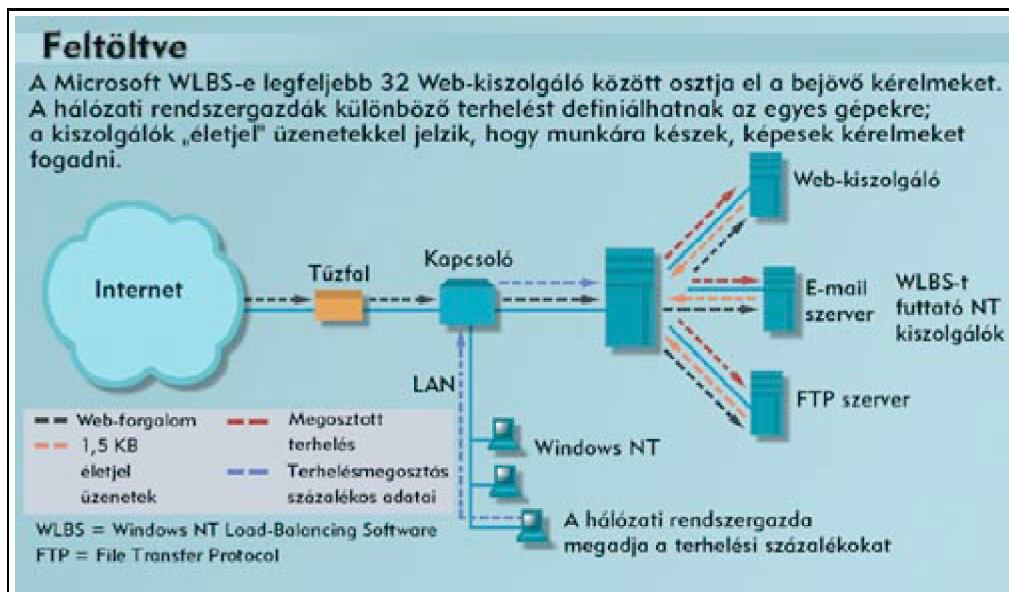 Feltöltve
A Microsoft WLBS-e legfeljebb 32 Web-kiszolgáló között osztja el a bejövő kérelmeket.
A hálózati rendszergazdák különböző terhelést definiálhatnak az egyes gépekre;
a kiszolgálók „életjel" üzenetekkel jelzik, hogy munkára készek, képesek kérelmeket
fogadni.
Web-kiszolgáló
Internet
Tűzfal
Kapcsoló
E-mail
szerver
WLBS-t
futtató NT
kiszolgálók
LAN
FTP szerver
Web-forgalom
1,5 KB
életjel
üzenetek
Megosztott
terhelés
Terhelésmegosztás
százalékos adatai
Windows NT
A hálózati rendszergazda
megadja a terhelési százalékokat
WLBS = Windows NT Load-Balancing Software
FTP = File Transfer Protocol